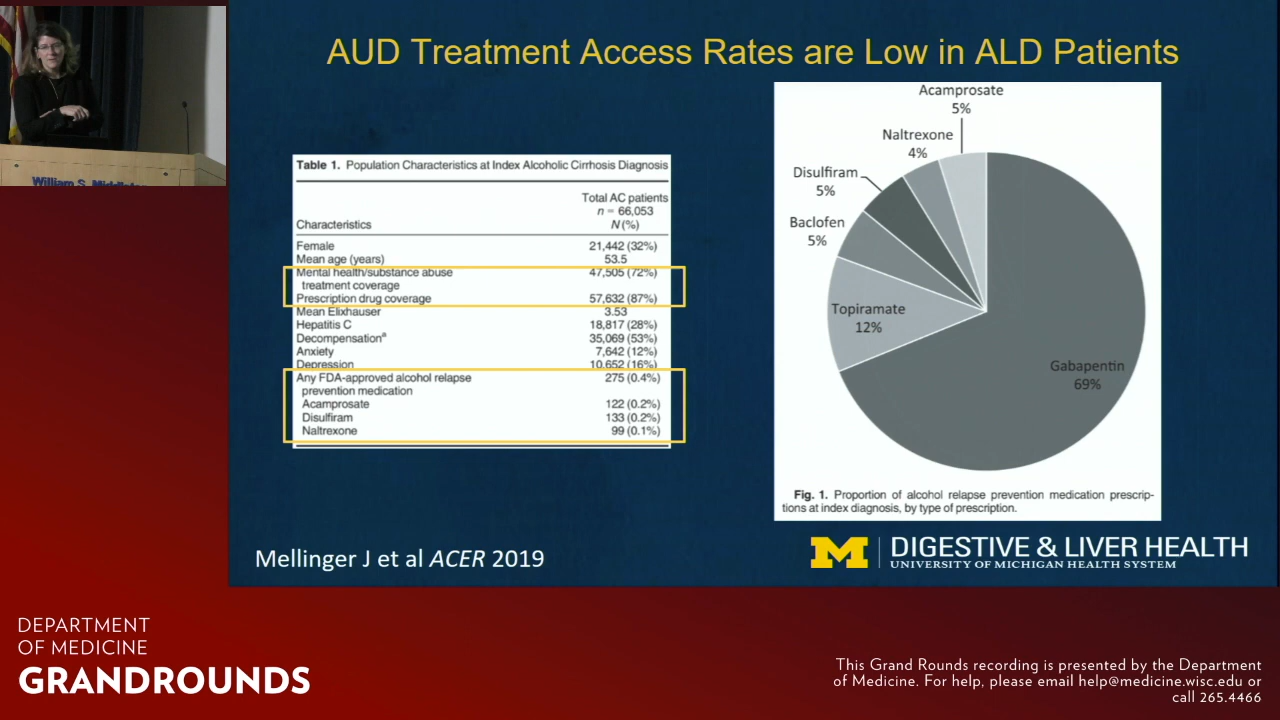 AUD Treatment Access Rates are Low in ALD Patients
Table 1. Population Characteristics at Index Alcoholic Cirrhosis Diagnosis
Total AC patients
n = 66,053
Characteristics N (%)
Female 21,442 (32%)
Mean age (years) 53.5
Mental health/substance abuse 47,505 (72%)
treatment coverage
Prescription drug coverage 57,632 (87%)
Mean Elixhauser 3.53
Hepatitis C 18,817 (28%)
Decompensationa 35,069 (53%)
Anxiety 7,642 (12%)
Depression 10,652 (16%)
Any FDA-approved alcohol relapse 275 (0.4%)
prevention medication
Acamprosate 122 (0.2%)
Disulfiram 133 (0.2%)
Naltrexone 99 (0.1%)
Acamprosate
5%
Naltrexone
4%
Disulfiram
5%
Baclofen
5%
Topiramate
12%
Gabapentin
69%
Fig. 1. Proportion of alcohol relapse prevention medication prescrip-
tions at index diagnosis, by type of prescription.
Mellinger J et al ACER 2019
M DIGESTIVE & LIVER HEALTH
UNIVERSITY OF MICHIGAN HEALTH SYSTEM
William S.
DEPARTMENT
OF MEDICINE
GRANDROUNDS
This Grand Rounds recording is presented by the Department
of Medicine. For help, please email help@medicine.wisc.edu or
call 265.4466